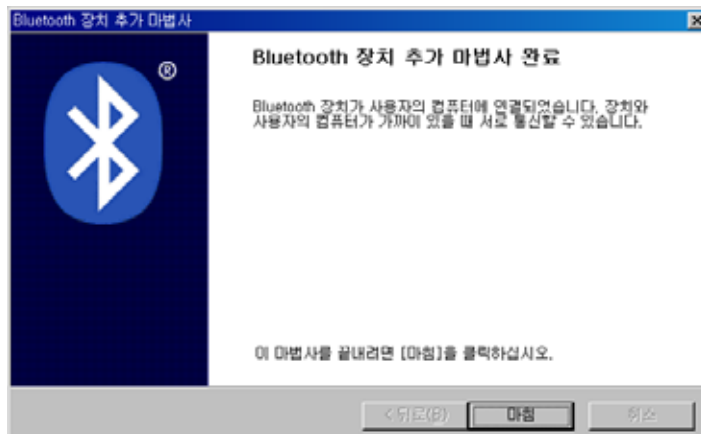 Bluetooth 장치 추가 마법사
®
Bluetooth 장치 추가 마법사 완료
Bluetooth 장치가 사용자의 컴퓨터에 연결되었습니다. 장치와
사용자의 컴퓨터가 가까이 있을 때 서로 통신할 수 있습니다.
이 마법사를 끝내려면 [마침]을 클릭하십시오.
< 뒤로(B) 마침 취소